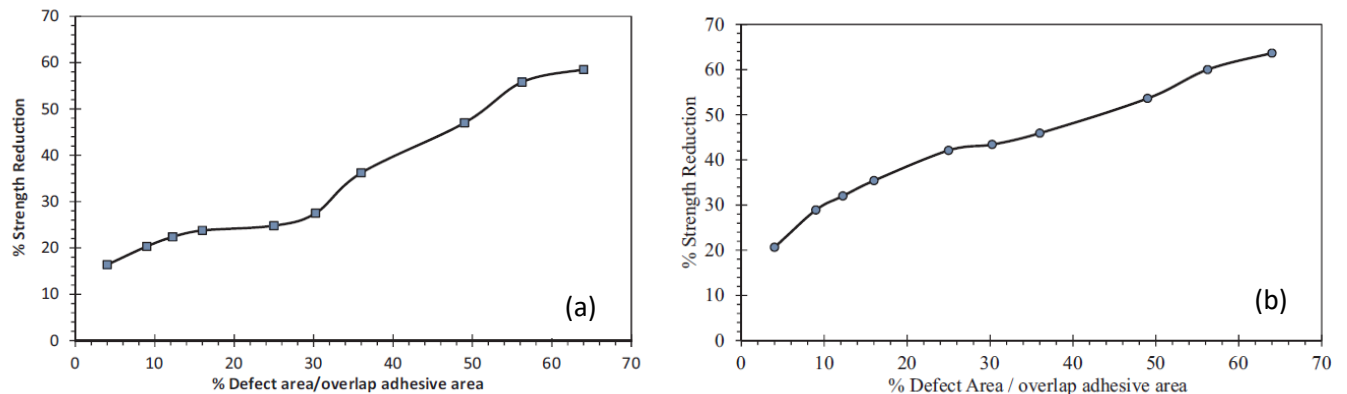 70
60
50
40
30
20
10
0
% Strength Reduction
(a)
0 10 20 30 40 50 60 70
% Defect area/overlap adhesive area
70
60
50
40
30
20
10
0
% Strength Reduction
(b)
0 10 20 30 40 50 60 70
% Defect Area / overlap adhesive area